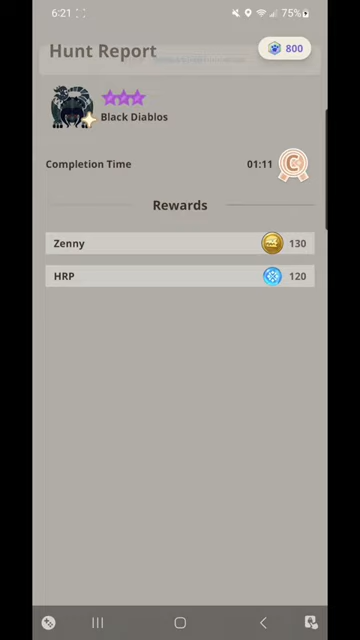 6:21
75%
Hunt Report
800
Black Diablos
Completion Time
01:11
C
Rewards
Zenny
130
HRP
120